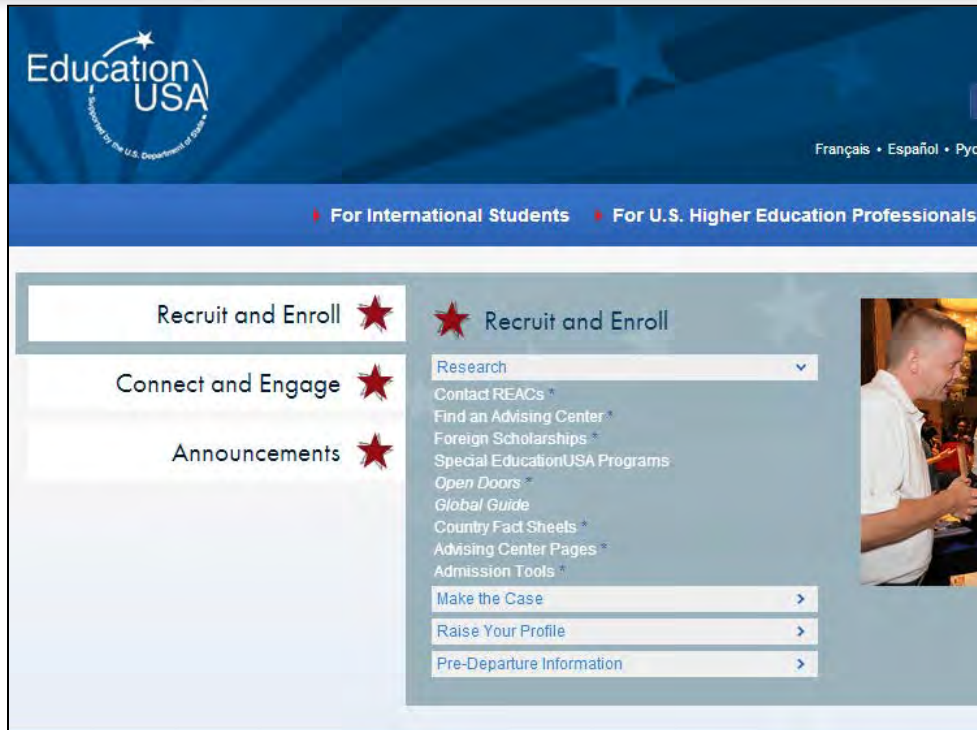 Education
USA
Supported by the U.S. Department of State
Français • Español •
For International Students For U.S. Higher Education Professionals
Recruit and Enroll
Connect and Engage
Announcements
Recruit and Enroll
Research
Contact REACs *
Find an Advising Center *
Foreign Scholarships *
Special EducationUSA Programs
Open Doors *
Global Guide
Country Fact Sheets *
Advising Center Pages *
Admission Tools *
Make the Case
Raise Your Profile
Pre-Departure Information